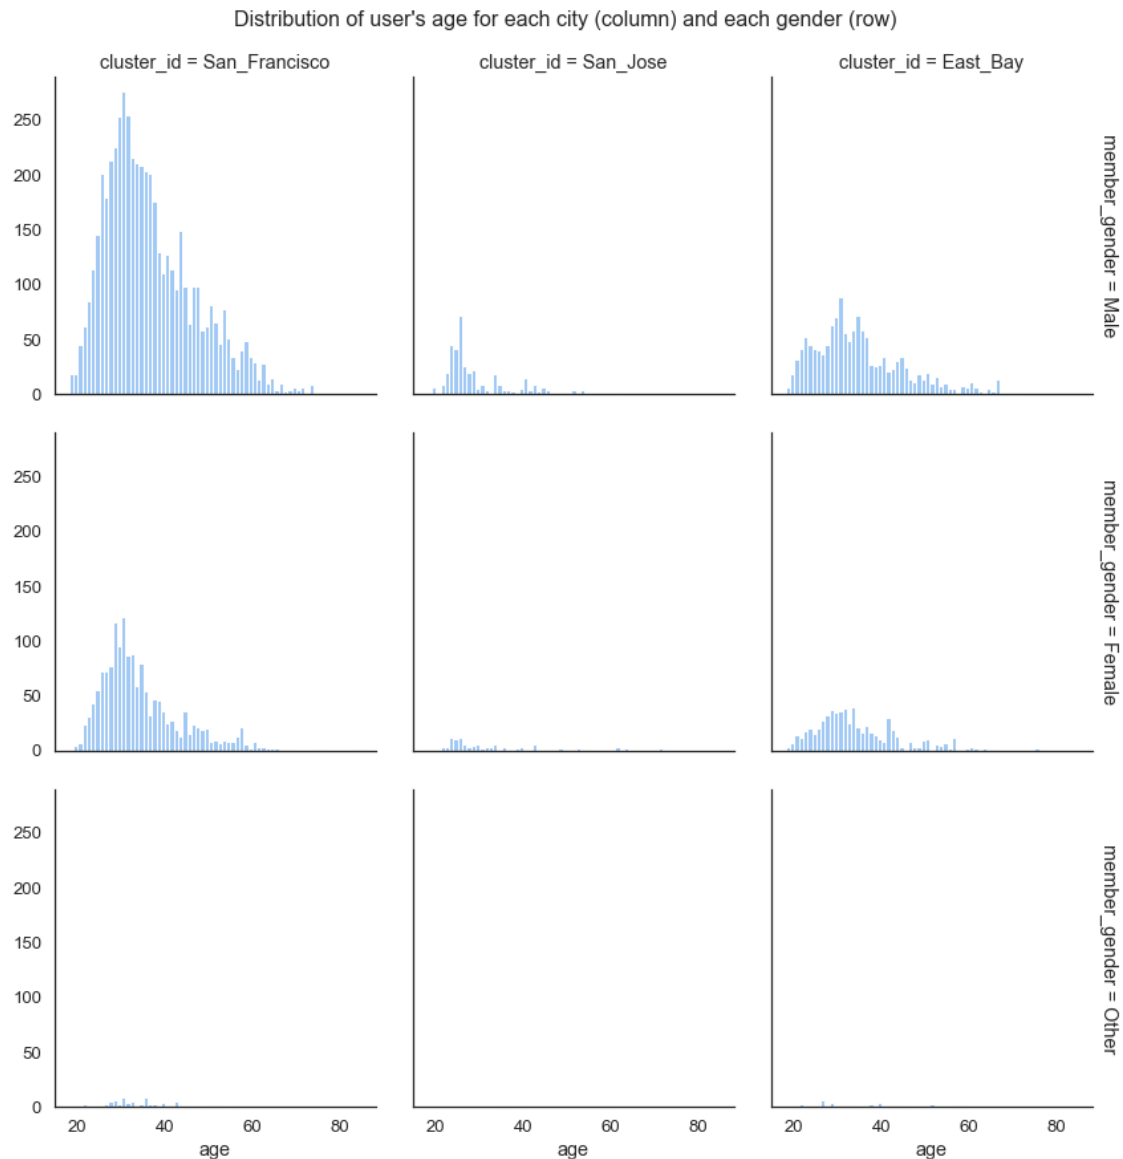 Distribution of user's age for each city (column) and each gender (row)
cluster_id = San_Francisco
cluster_id = San_Jose
cluster_id = East_Bay
250
200
150
100
50
0
member_gender = Male
250
200
150
100
50
0
member_gender = Female
250
200
150
100
50
0
member_gender = Other
20 40 60 80
20 40 60 80
20 40 60 80
age
age
age